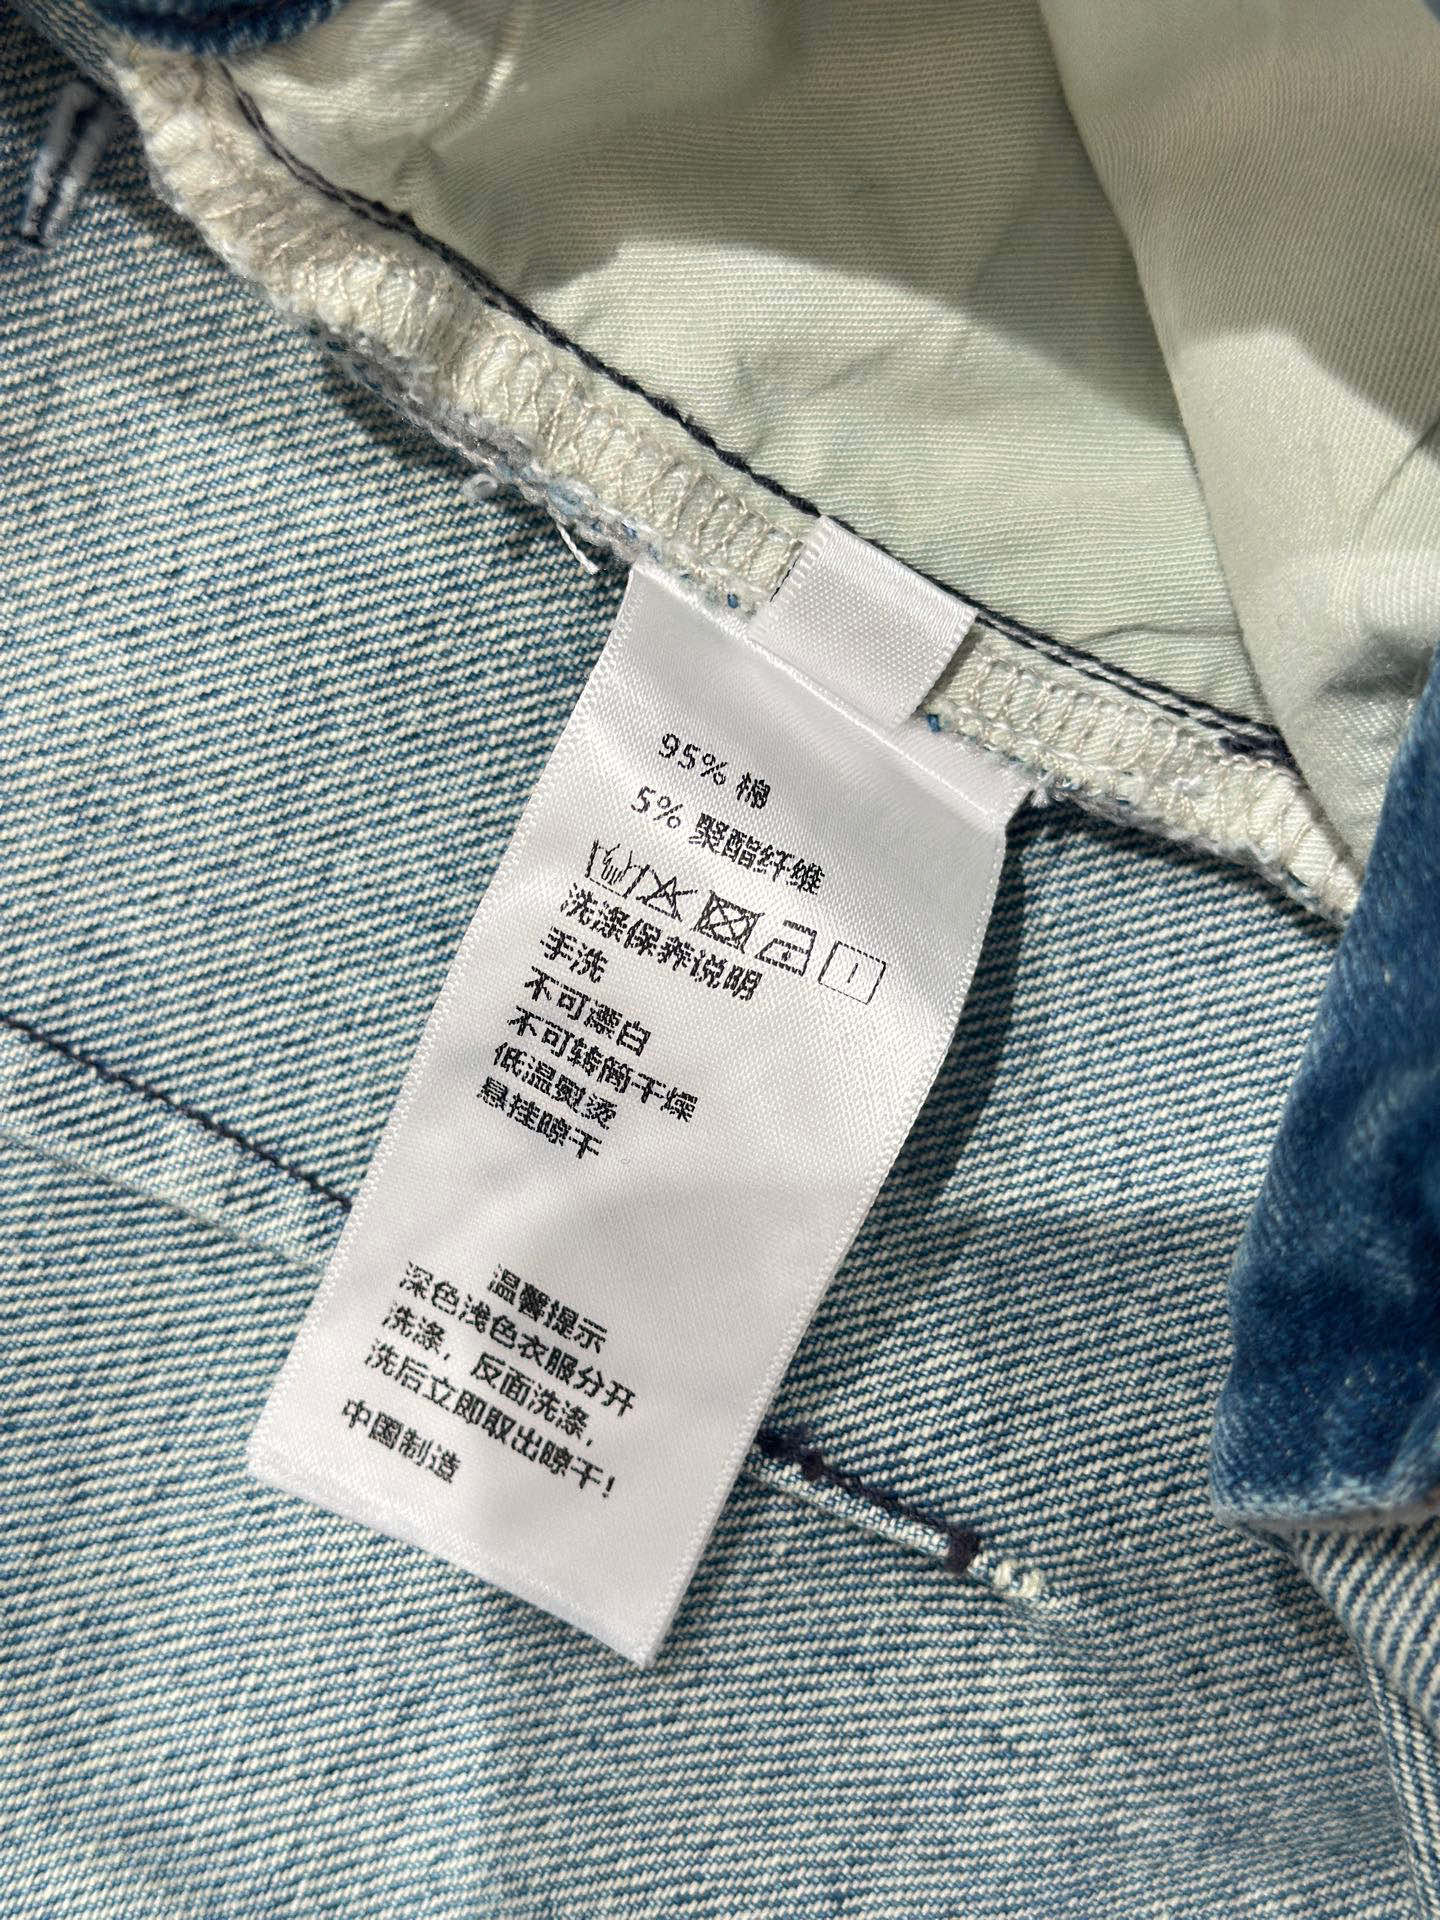 95% 棉
5% 聚酯纤维
洗涤保养说明
手洗
不可漂白
不可转筒干燥
低温熨烫
悬挂晾干
温馨提示
深色浅色衣服分开
洗涤，反面洗涤，
洗后立即取出晾干！
中国制造